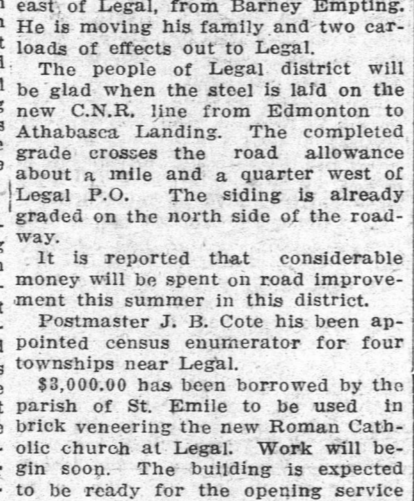 east of Legal, from Barney Empting.
He is moving his family and two car-
loads of effects out to Legal.
The people of Legal district will
be glad when the steel is laid on the
new C.N.R. line from Edmonton to
Athabasca Landing. The completed
grade crosses the road allowance
about a mile and a quarter west of
Legal P.O. The siding is already
graded on the north side of the road-
way.
It is reported that considerable
money will be spent on road improve-
ment this summer in this district.
Postmaster J. B. Cote his been ap-
pointed census enumerator for four
townships near Legal.
$3,000.00 has been borrowed by the
parish of St. Emile to be used in
brick veneering the new Roman Cath-
olic church at Legal. Work will be-
gin soon. The building is expected
to be ready for the opening service